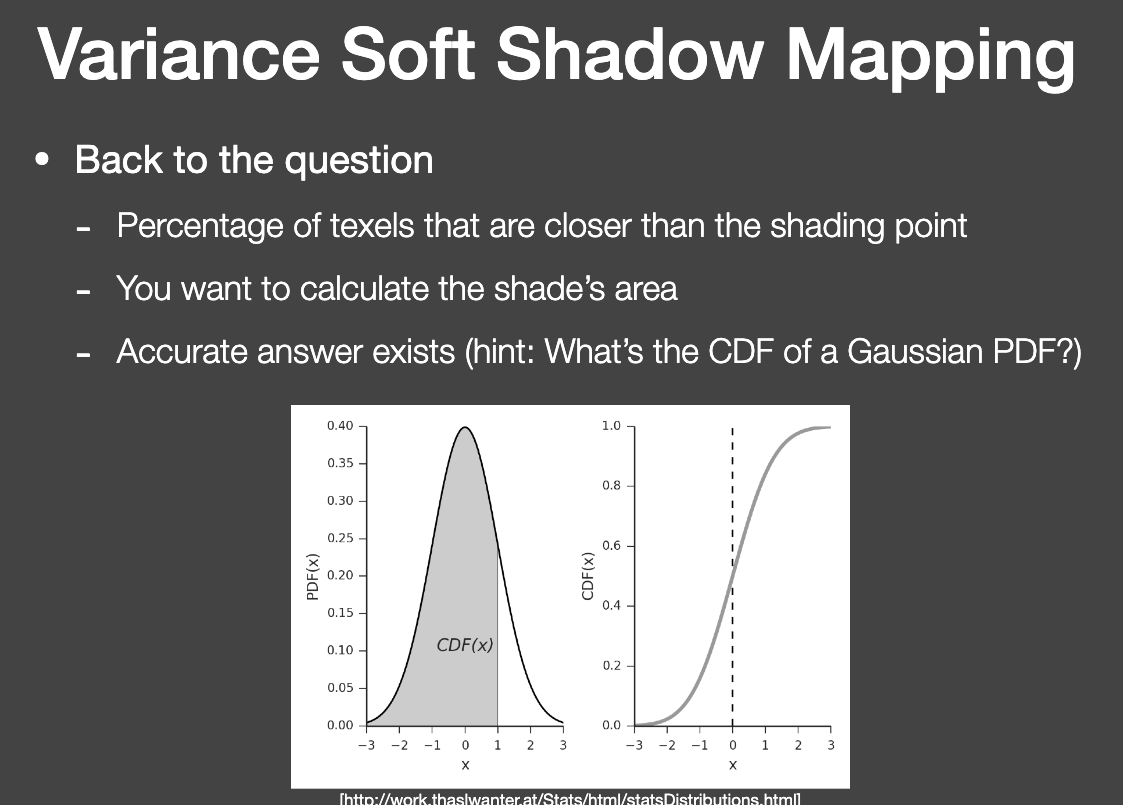 Variance Soft Shadow Mapping
• Back to the question
- Percentage of texels that are closer than the shading point
- You want to calculate the shade’s area
- Accurate answer exists (hint: What’s the CDF of a Gaussian PDF?)
0.40
0.35
0.30
0.25
0.20
0.15
0.10
0.05
0.00
PDF(x)
CDF(x)
−3 −2 −1 0 1 2 3
x
1.0
0.8
0.6
0.4
0.2
0.0
CDF(x)
−3 −2 −1 0 1 2 3
x
[http://work.thaslwanter.at/Stats/html/statsDistributions.html]